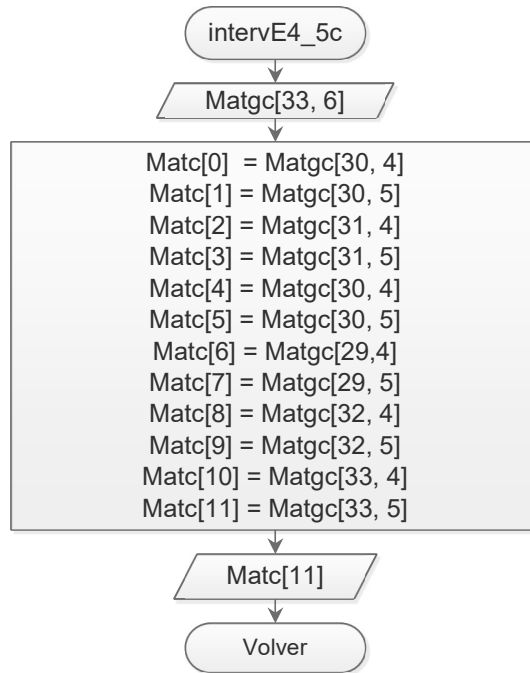 intervE4_5c
Matgc[33, 6]
Matc[0]  = Matgc[30, 4]
Matc[1] = Matgc[30, 5]
Matc[2] = Matgc[31, 4]
Matc[3] = Matgc[31, 5]
Matc[4] = Matgc[30, 4]
Matc[5] = Matgc[30, 5]
Matc[6] = Matgc[29,4]
Matc[7] = Matgc[29, 5]
Matc[8] = Matgc[32, 4]
Matc[9] = Matgc[32, 5]
Matc[10] = Matgc[33, 4]
Matc[11] = Matgc[33, 5]
Matc[11]
Volver